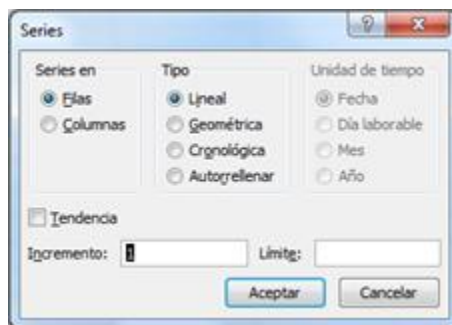 Series
Series en
Filas
Columnas
Tipo
Lineal
Geométrica
Cronológica
Autorrellenar
Unidad de tiempo
Fecha
Día laborable
Mes
Año
Tendencia
Incremento: 1 Límite:
Aceptar Cancelar